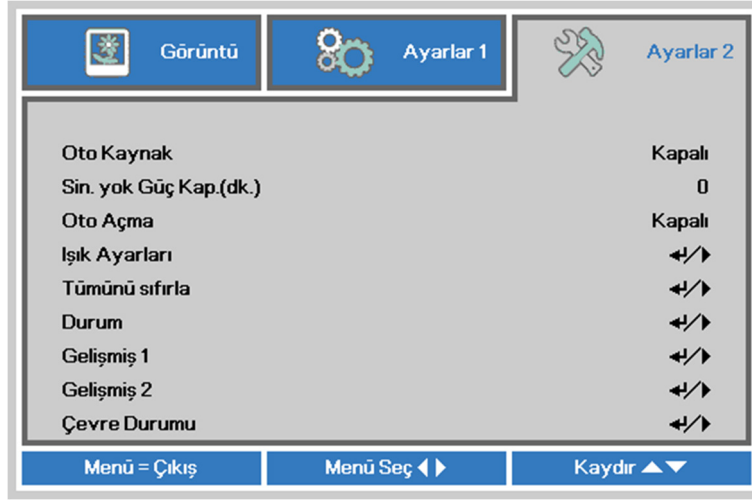 Görüntü Ayarlar 1 Ayarlar 2
Oto Kaynak Kapalı
Sin. yok Güç Kap.(dk.) 0
Oto Açma Kapalı
Işık Ayarları ↵/▶
Tümünü sıfırla ↵/▶
Durum ↵/▶
Gelişmiş 1 ↵/▶
Gelişmiş 2 ↵/▶
Çevre Durumu ↵/▶
Menü = Çıkış Menü Seç ◀▶ Kaydır ▲▼